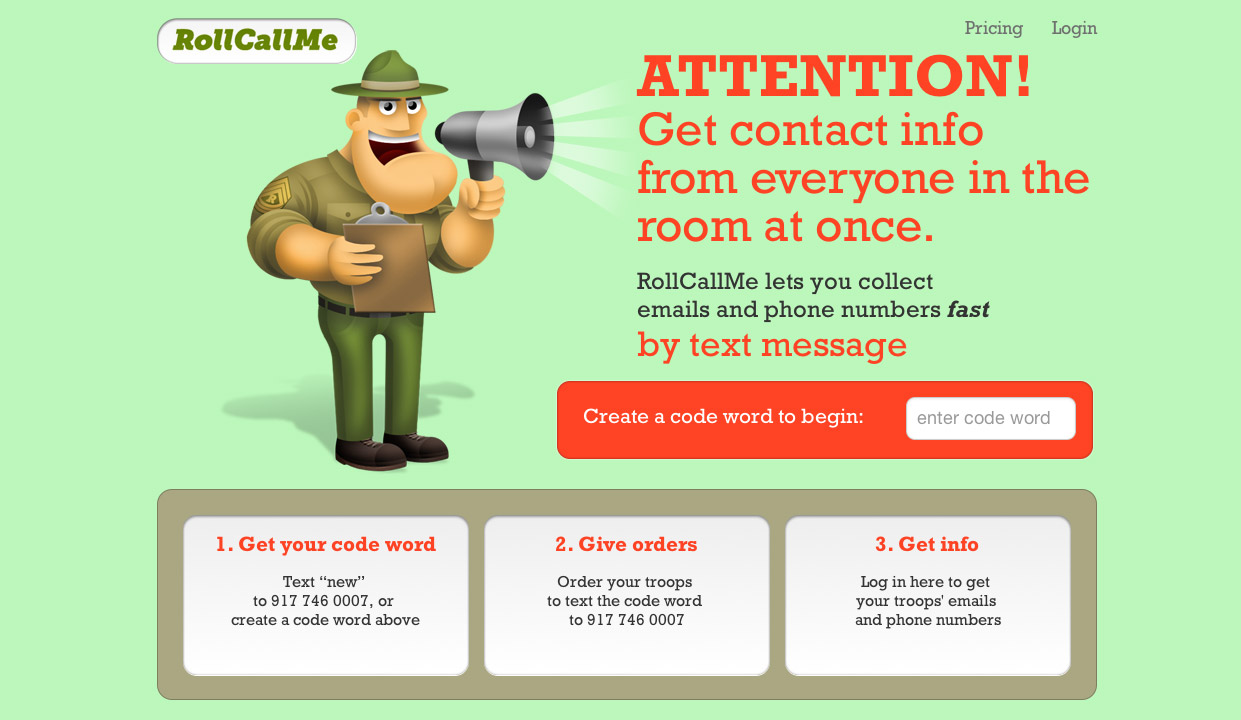 RollCallMe
Pricing
Login
ATTENTION!
Get contact info
from everyone in the
room at once.
RollCallMe lets you collect
emails and phone numbers fast
by text message
Create a code word to begin:
enter code word
1. Get your code word
Text “new”
to 917 746 0007, or
create a code word above
2. Give orders
Order your troops
to text the code word
to 917 746 0007
3. Get info
Log in here to get
your troops' emails
and phone numbers